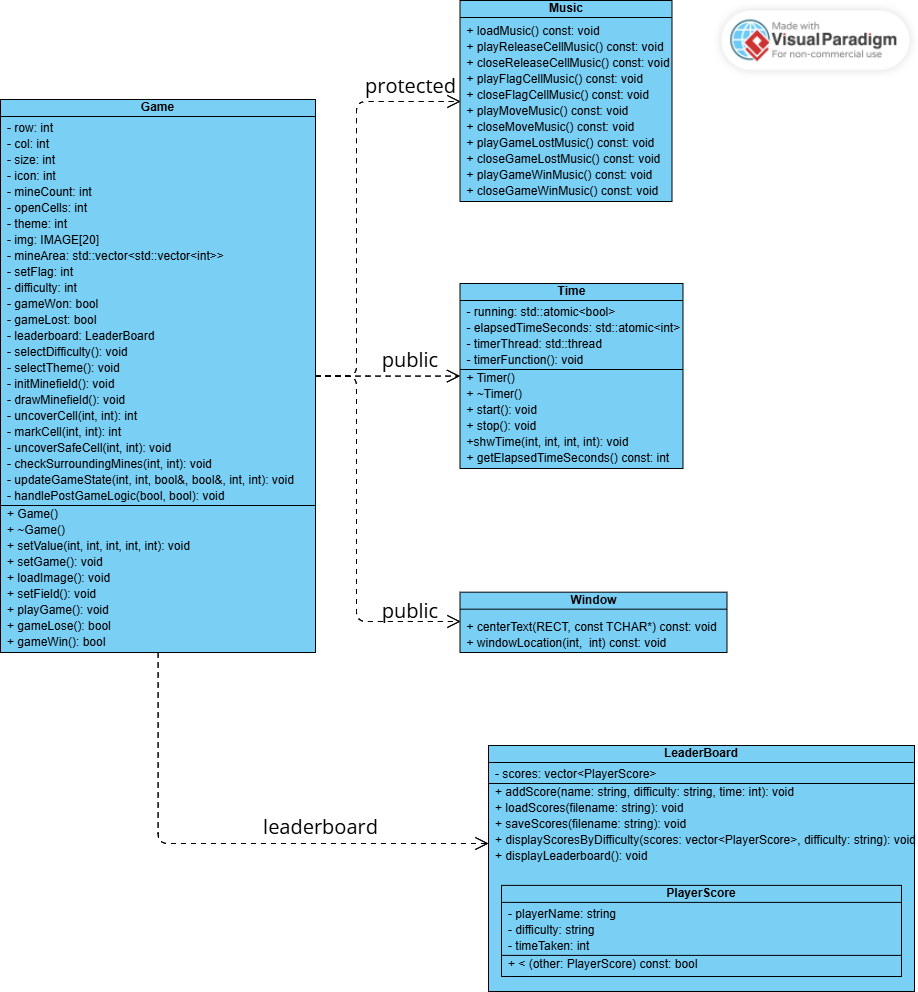 Music
+ loadMusic() const: void
+ playReleaseCellMusic() const: void
+ closeReleaseCellMusic() const: void
+ playFlagCellMusic() const: void
+ closeFlagCellMusic() const: void
+ playMoveMusic() const: void
+ closeMoveMusic() const: void
+ playGameLostMusic() const: void
+ closeGameLostMusic() const: void
+ playGameWinMusic() const: void
+ closeGameWinMusic() const: void
Made with
Visual Paradigm
For non-commercial use
protected
Game
- row: int
- col: int
- size: int
- icon: int
- mineCount: int
- openCells: int
- theme: int
- img: IMAGE[20]
- mineArea: std::vector<std::vector<int>>
- setFlag: int
- difficulty: int
- gameWon: bool
- gameLost: bool
- leaderboard: LeaderBoard
- selectDifficulty(): void
- selectTheme(): void
- initMinefield(): void
- drawMinefield(): void
- uncoverCell(int, int): int
- markCell(int, int): int
- uncoverSafeCell(int, int): void
- checkSurroundingMines(int, int): void
- updateGameState(int, int, bool&, bool&, int, int): void
- handlePostGameLogic(bool, bool): void
+ Game()
+ ~Game()
+ setValue(int, int, int, int, int): void
+ setGame(): void
+ loadImage(): void
+ setField(): void
+ playGame(): void
+ gameLose(): bool
+ gameWin(): bool
public
Time
- running: std::atomic<bool>
- elapsedTimeSeconds: std::atomic<int>
- timerThread: std::thread
- timerFunction(): void
+ Timer()
+ ~Timer()
+ start(): void
+ stop(): void
+shwTime(int, int, int, int): void
+ getElapsedTimeSeconds() const: int
public
Window
+ centerText(RECT, const TCHAR*) const: void
+ windowLocation(int, int) const: void
leaderboard
LeaderBoard
- scores: vector<PlayerScore>
+ addScore(name: string, difficulty: string, time: int): void
+ loadScores(filename: string): void
+ saveScores(filename: string): void
+ displayScoresByDifficulty(scores: vector<PlayerScore>, difficulty: string): void
+ displayLeaderboard(): void
PlayerScore
- playerName: string
- difficulty: string
- timeTaken: int
+ < (other: PlayerScore) const: bool